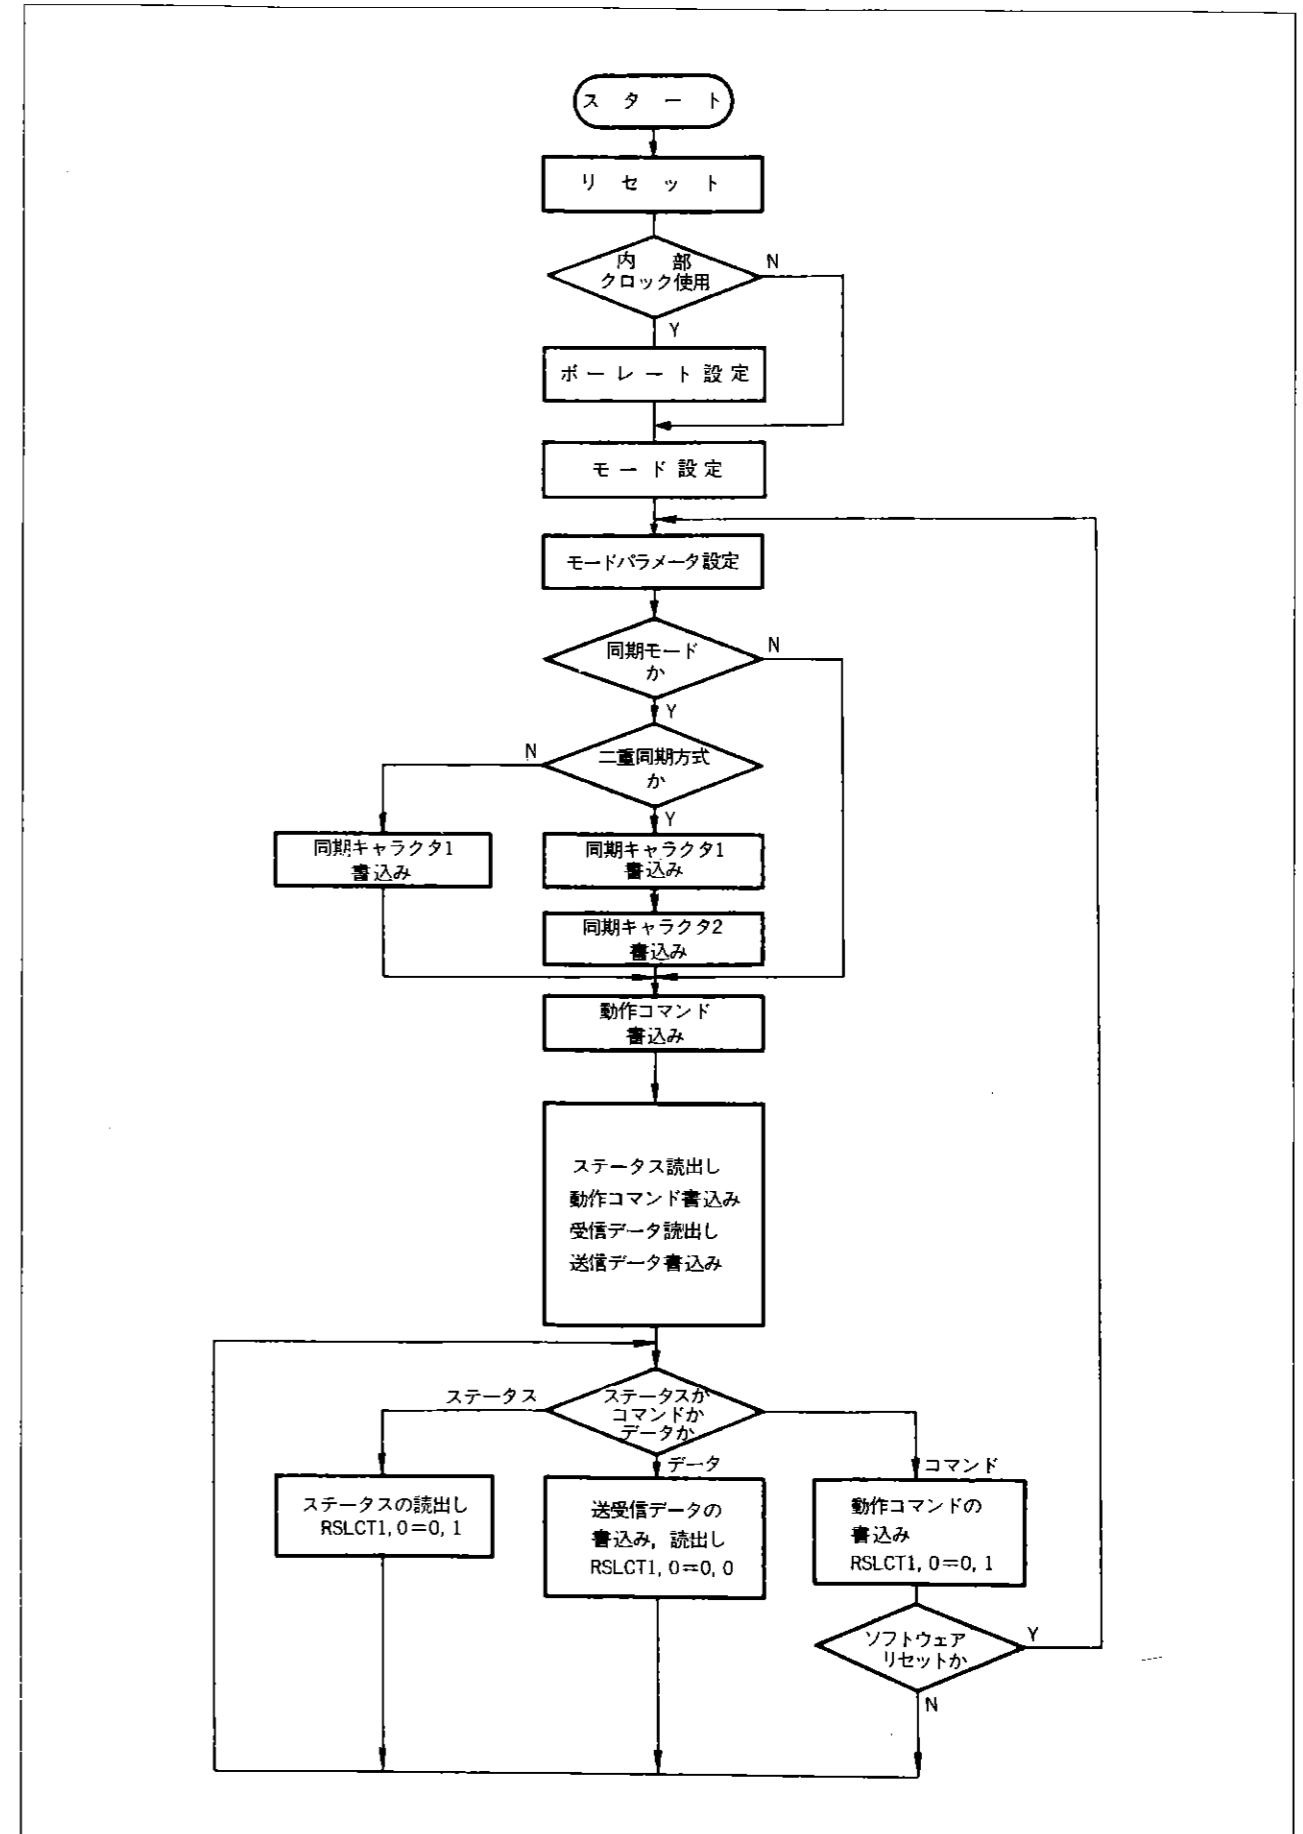 スタート
リセット
内部
クロック使用
N
Y
ボーレート設定
モード設定
モードパラメータ設定
同期モード
か
N
Y
二重同期方式
か
N
Y
同期キャラクタ1
書込み
同期キャラクタ1
書込み
同期キャラクタ2
書込み
動作コマンド
書込み
ステータス読出し
動作コマンド書込み
受信データ読出し
送信データ書込み
ステータス
ステータスか
コマンドか
データか
データ
コマンド
ステータスの読出し
RSLCT1,0=0,1
送受信データの
書込み,読出し
RSLCT1,0=0,0
動作コマンドの
書込み
RSLCT1,0=0,1
ソフトウェア
リセットか
Y
N